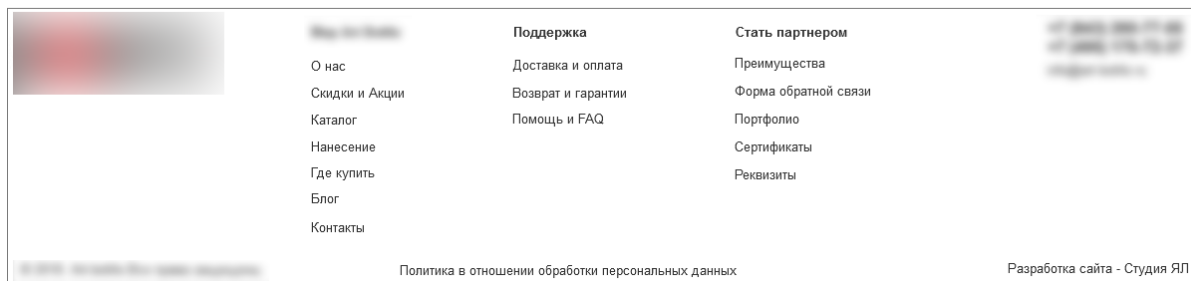 О нас
Скидки и Акции
Каталог
Нанесение
Где купить
Блог
Контакты
Поддержка
Доставка и оплата
Возврат и гарантии
Помощь и FAQ
Стать партнером
Преимущества
Форма обратной связи
Портфолио
Сертификаты
Реквизиты
Политика в отношении обработки персональных данных
Разработка сайта - Студия ЯЛ